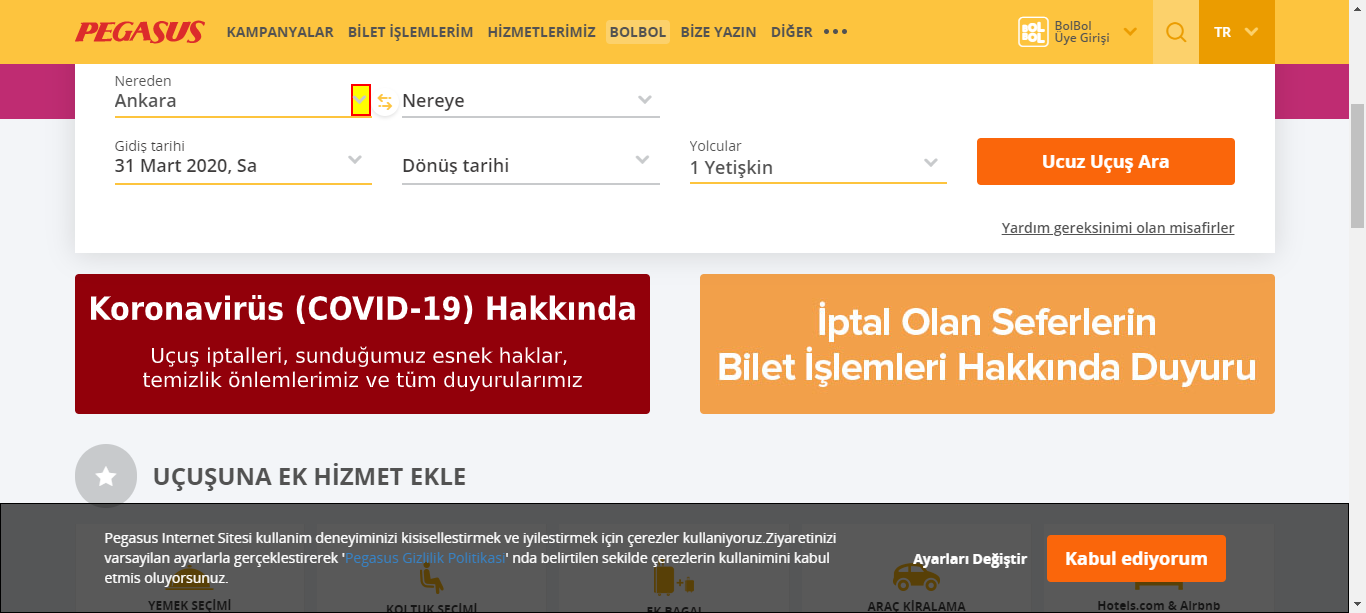 PEGASUS KAMPANYALAR BİLET İŞLEMLERİM HİZMETLERİMİZ BOLBOL BİZE YAZIN DİĞER •••
BOL BOL
BolBol
Üye Girişi
TR
Nereden
Ankara
Nereye
Gidiş tarihi
31 Mart 2020, Sa
Dönüş tarihi
Yolcular
1 Yetişkin
Ucuz Uçuş Ara
Yardım gereksinimi olan misafirler
Koronavirüs (COVID-19) Hakkında
Uçuş iptalleri, sunduğumuz esnek haklar,
temizlik önlemlerimiz ve tüm duyurularımız
İptal Olan Seferlerin
Bilet İşlemleri Hakkında Duyuru
UÇUŞUNA EK HİZMET EKLE
Pegasus Internet Sitesi kullanim deneyiminizi kisisellestirmek ve iyilestirmek için çerezler kullaniyoruz.Ziyaretinizi
varsayilan ayarlarla gerçeklestirerek 'Pegasus Gizlilik Politikasi' nda belirtilen sekilde çerezlerin kullanimini kabul
etmis oluyorsunuz.
Ayarları Değiştir
Kabul ediyorum
YEMEK SEÇİMİ
KOLTUK SEÇİMİ
EK BAGAJ
ARAÇ KİRALAMA
Hotels.com & Airbnb